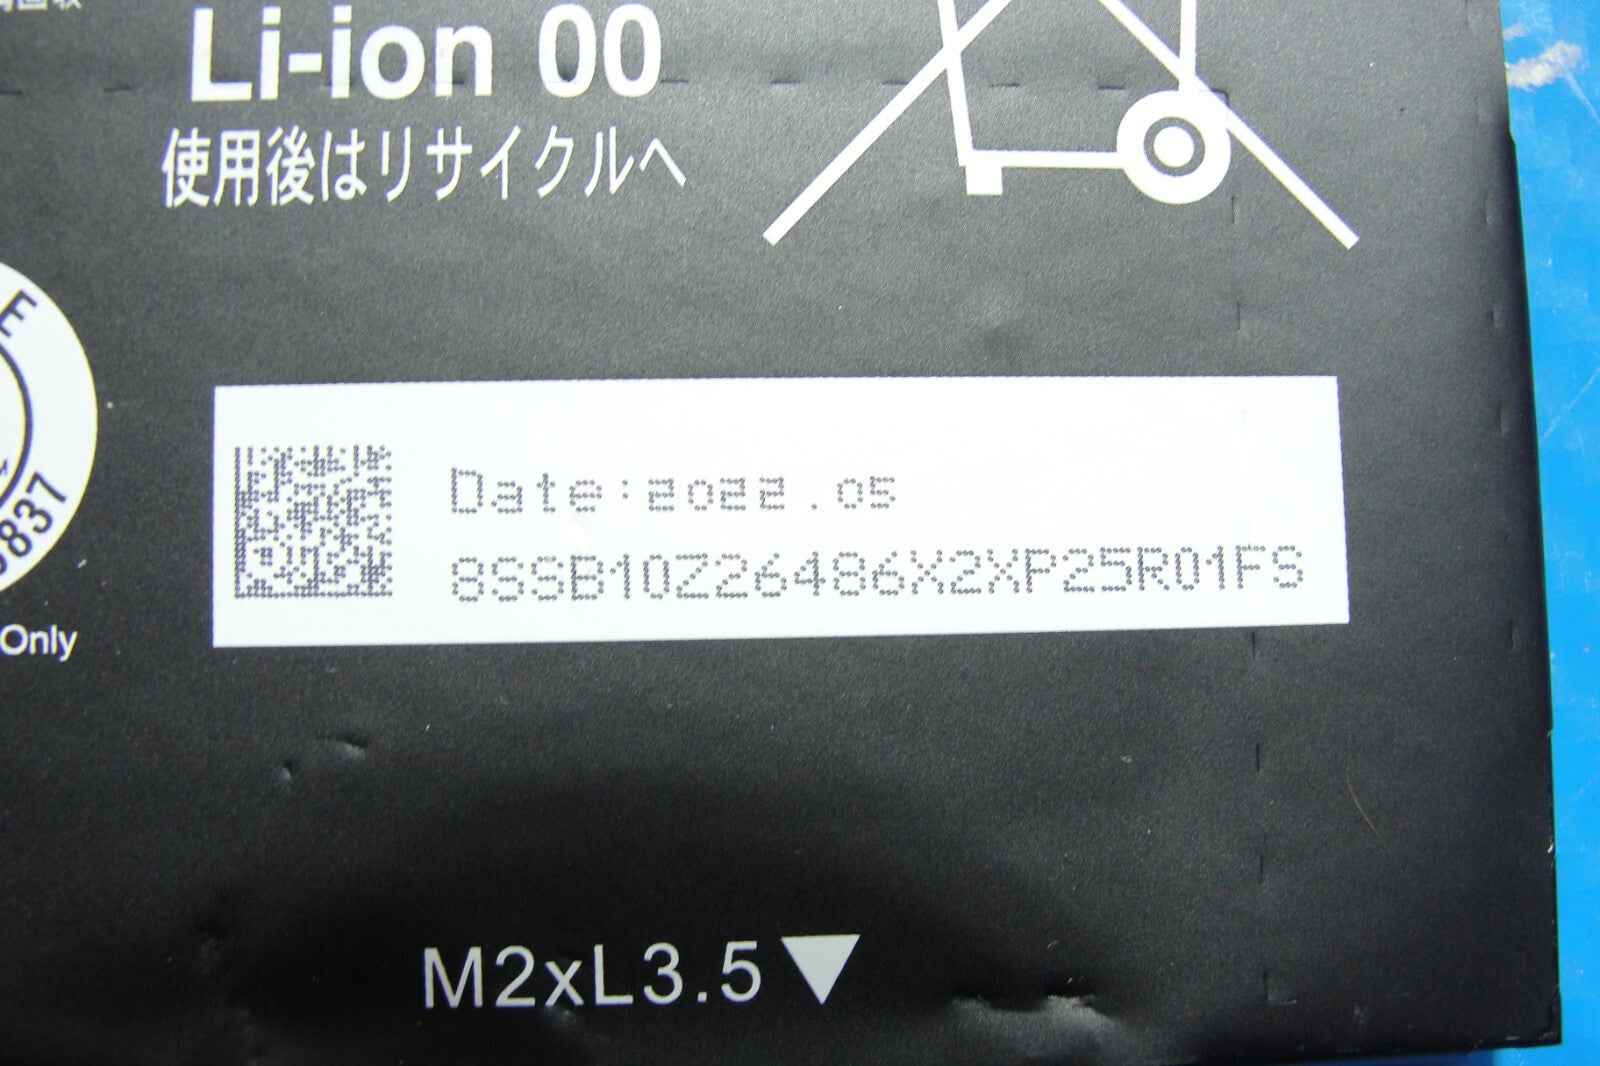 Li-ion 00
使用後はリサイクルへ
E
837
Only
Date:2022.05
8SSB10Z26486X2XP25R01FS
M2xL3.5